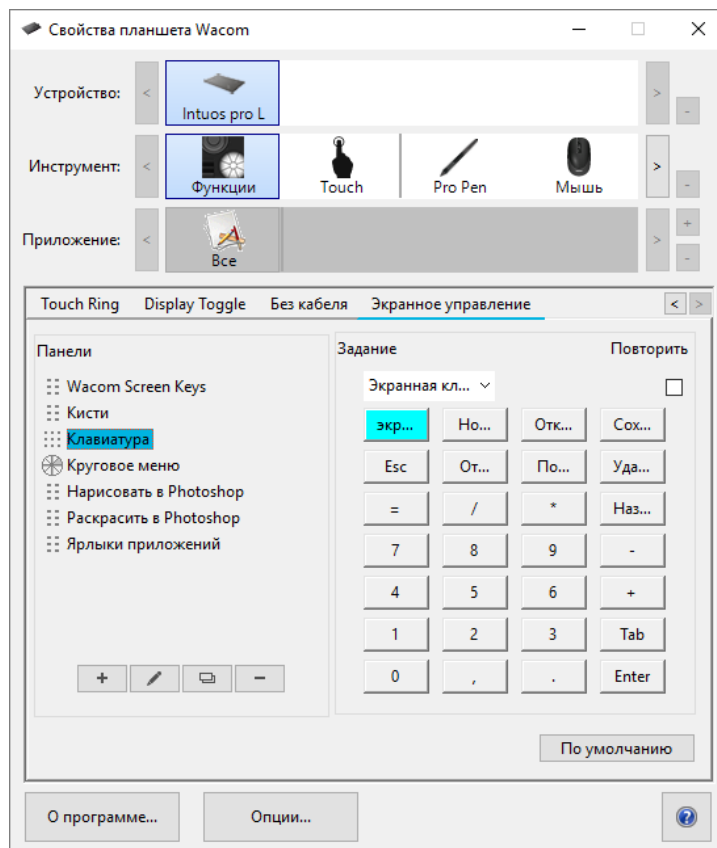 Свойства планшета Wacom
Устройство:
<
Intuos pro L
>
-
Инструмент:
<
Функции
Touch
Pro Pen
Мышь
>
-
Приложение:
<
Все
>
+
-
Touch Ring Display Toggle Без кабеля Экранное управление < >
Панели
Wacom Screen Keys
Кисти
Клавиатура
Круговое меню
Нарисовать в Photoshop
Раскрасить в Photoshop
Ярлыки приложений
+ −
Задание Повторить
Экранная кл...
экр... Но... Отк... Сох...
Esc От... По... Уда...
= / * Наз...
7 8 9 -
4 5 6 +
1 2 3 Tab
0 , . Enter
По умолчанию
О программе... Опции... ?